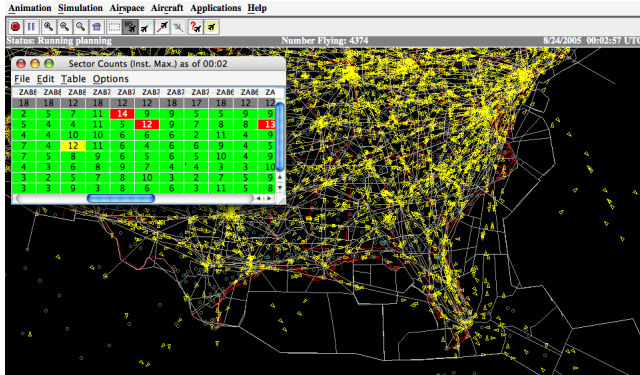 Animation Simulation Airspace Aircraft Applications Help
Status: Running planning Number Flying: 4374 8/24/2005 00:02:57 UTC
Sector Counts (Inst. Max.) as of 00:02
File Edit Table Options
18 18 12 18 12 12 18 17 18 12 12
2 5 7 11 14 9 9 5 5 9 9
5 4 4 11 5 12 9 7 8 8 13
4 4 10 10 6 6 6 2 11 4 9
7 4 12 11 6 4 6 6 9 4 5
7 5 8 9 6 5 6 5 10 4 9
4 3 6 8 9 7 4 4 3 3 10
3 2 5 7 8 10 3 2 7 5 9
3 3 9 3 8 6 6 3 11 5 8